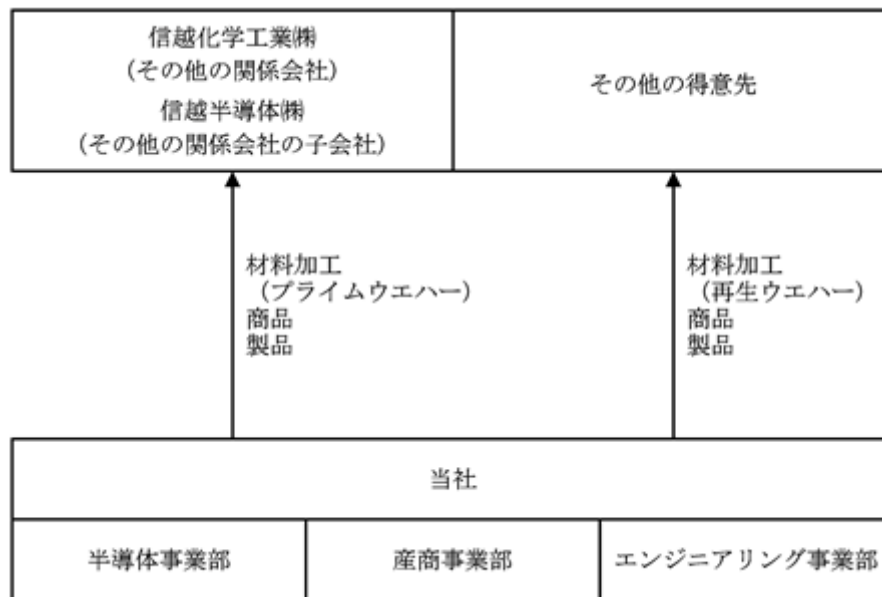 信越化学工業㈱
(その他の関係会社)
信越半導体㈱
(その他の関係会社の子会社)
その他の得意先
材料加工
(プライムウエハー)
商品
製品
材料加工
(再生ウエハー)
商品
製品
当社
半導体事業部
産商事業部
エンジニアリング事業部